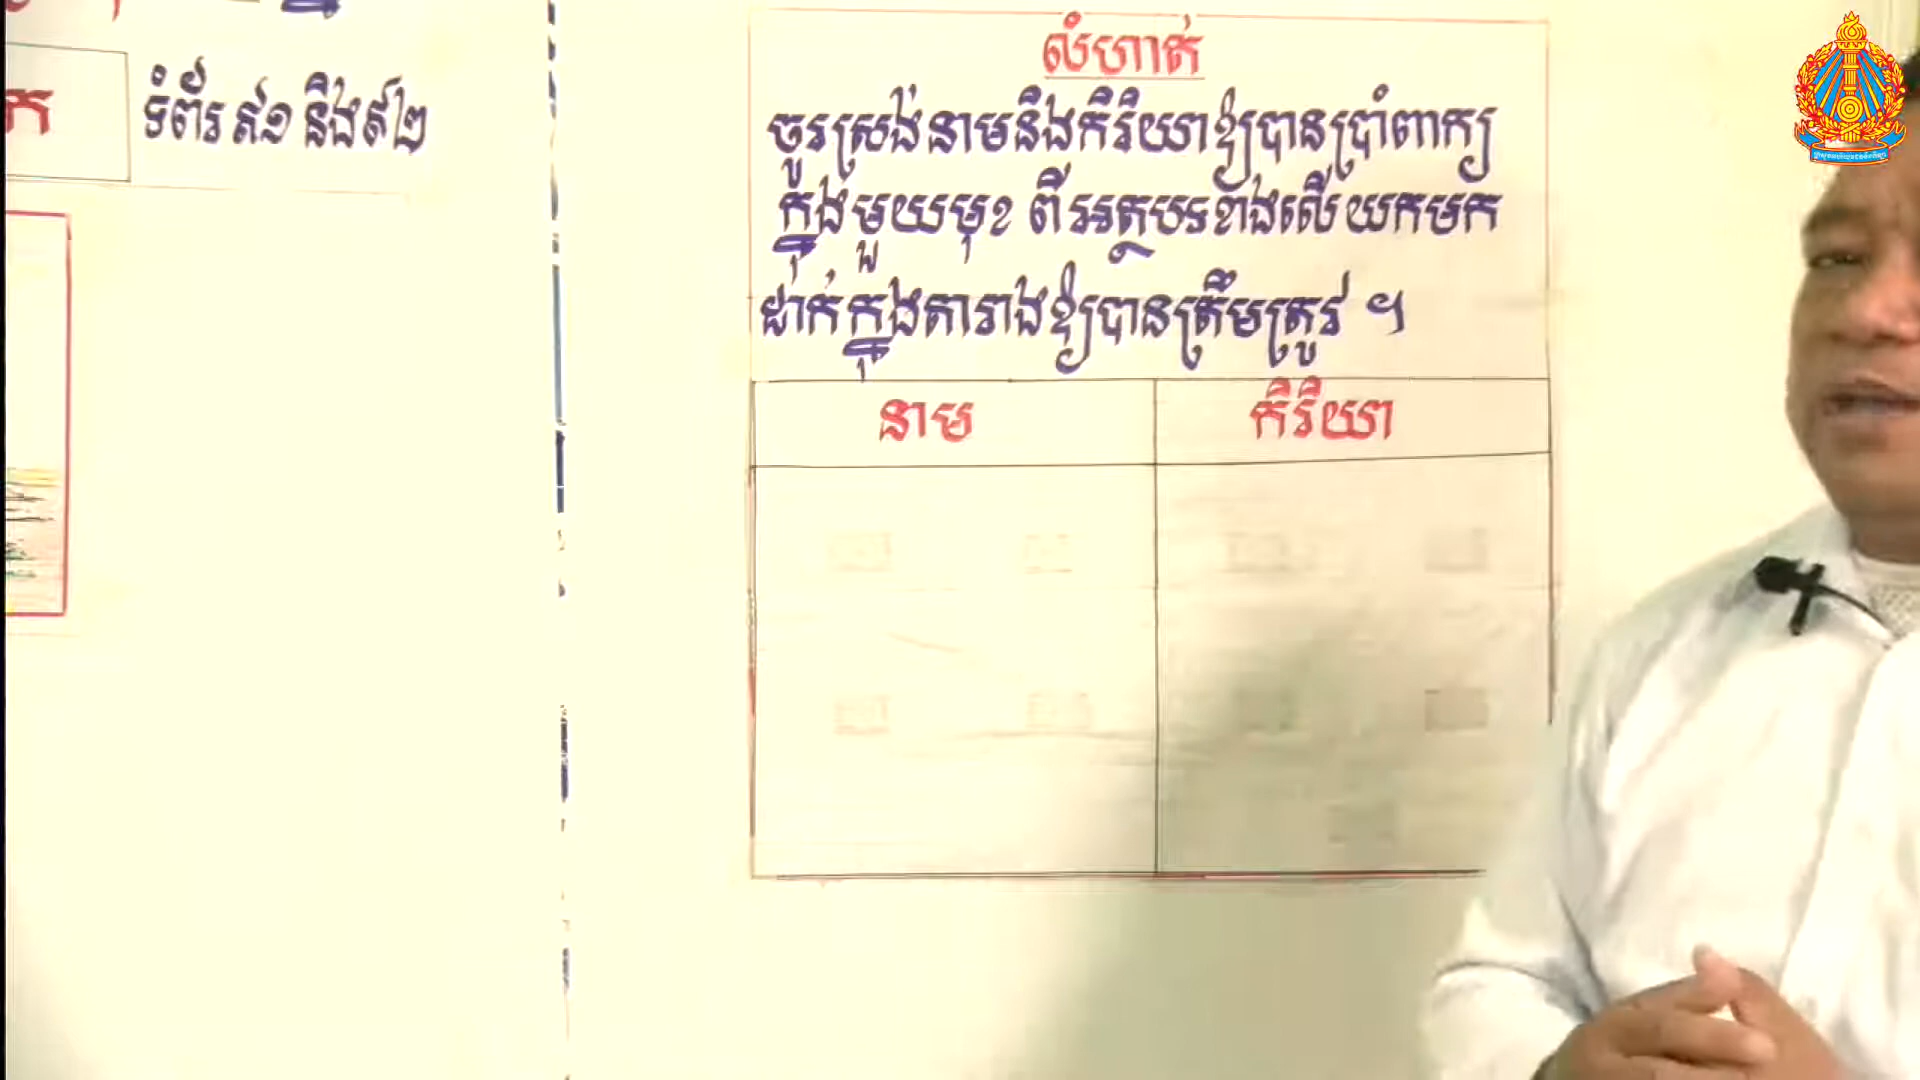 ក
ទំព័រ ៩១ និង៩២
លំហាត់
ចូរស្រង់នាមនិងកិរិយាឱ្យបានប្រាំពាក្យ
ក្នុងមួយមុខ ពីអត្ថបទខាងលើយកមក
ដាក់ក្នុងតារាងឱ្យបានត្រឹមត្រូវ ។
នាម
កិរិយា